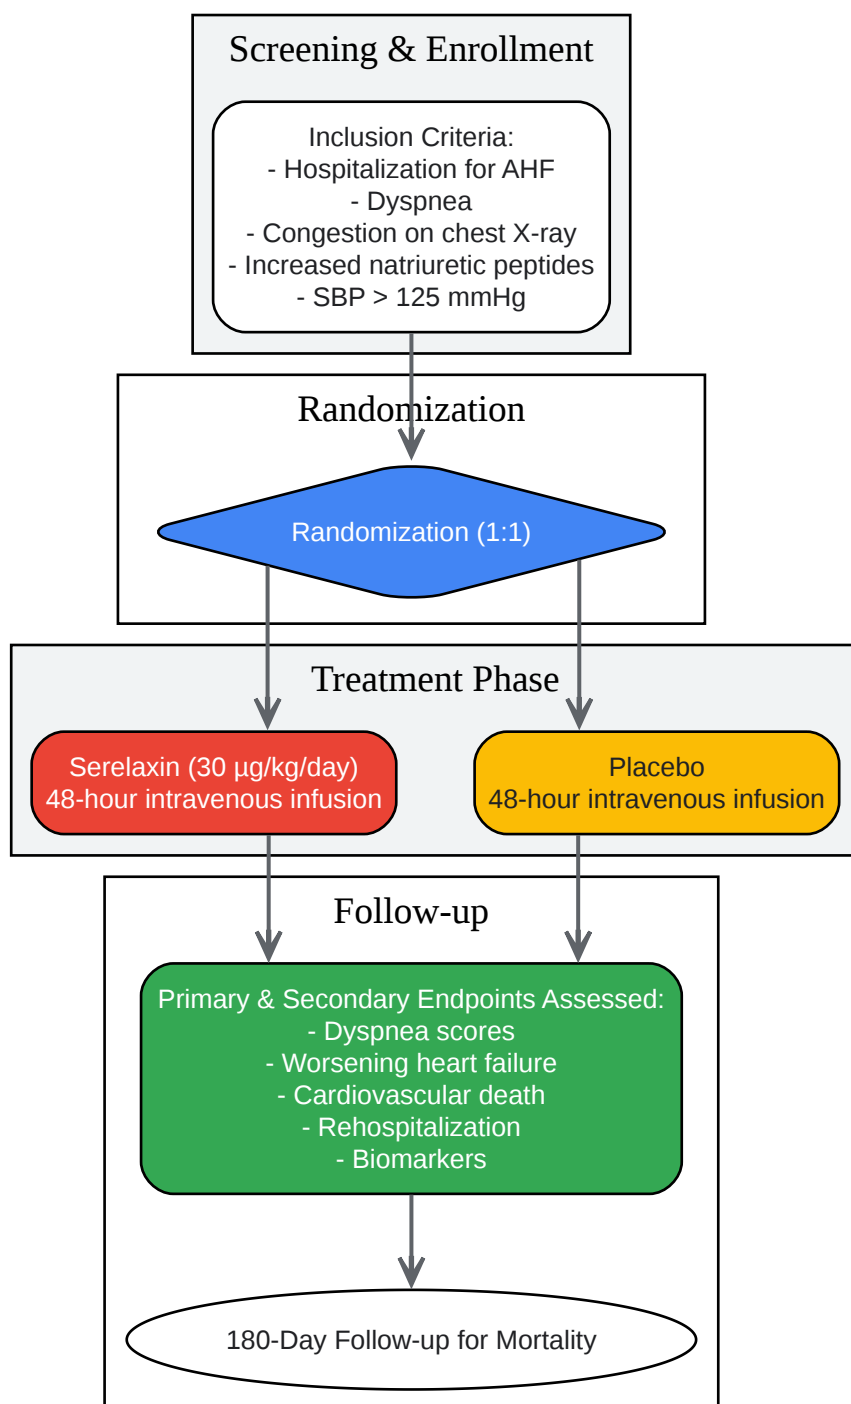 Screening & Enrollment
Inclusion Criteria:
- Hospitalization for AHF
- Dyspnea
- Congestion on chest X-ray
- Increased natriuretic peptides
- SBP > 125 mmHg
Randomization
Randomization (1:1)
Treatment Phase
Serelaxin (30 µg/kg/day)
48-hour intravenous infusion
Placebo
48-hour intravenous infusion
Follow-up
Primary & Secondary Endpoints Assessed:
- Dyspnea scores
- Worsening heart failure
- Cardiovascular death
- Rehospitalization
- Biomarkers
180-Day Follow-up for Mortality